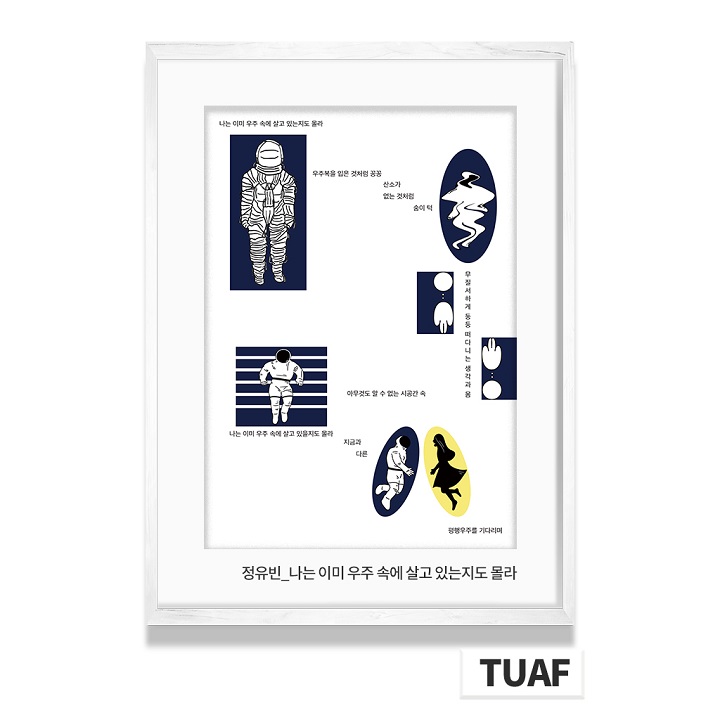 나는 이미 우주 속에 살고 있는지도 몰라
우주복을 입은 것처럼 꽁꽁
산소가
없는 것처럼
숨이 턱
무질서하게 둥둥 떠다니는 생각과 몸
아무것도 알 수 없는 시공간 속
나는 이미 우주 속에 살고 있을지도 몰라
지금과
다른
평행우주를 기다리며
정유빈_나는 이미 우주 속에 살고 있는지도 몰라
TUAF